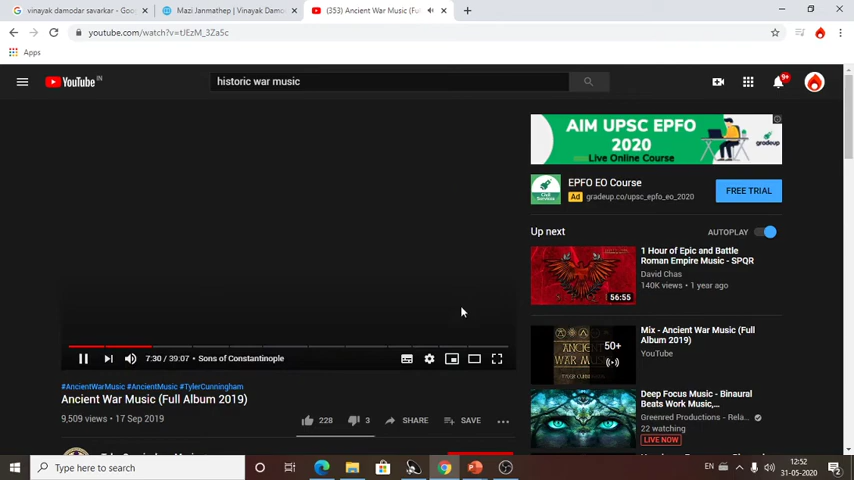 vinayak damodar savarkar - Goo
Mazi Janmathep | Vinayak Damo
(353) Ancient War Music (Fu
youtube.com/watch?v=tJEzM_3Za5c
Apps
YouTube IN
historic war music
9+
AIM UPSC EPFO
2020
Live Online Course
gradeup
EPFO EO Course
Ad gradeup.co/upsc_epfo_eo_2020
FREE TRIAL
Up next
AUTOPLAY
1 Hour of Epic and Battle
Roman Empire Music - SPQR
David Chas
140K views • 1 year ago
56:55
Mix - Ancient War Music (Full
Album 2019)
YouTube
50+
Deep Focus Music - Binaural
Beats Work Music,...
Greenred Productions - Rela...
22 watching
LIVE NOW
7:30 / 39:07 · Sons of Constantinople
#AncientWarMusic #AncientMusic #TylerCunningham
Ancient War Music (Full Album 2019)
9,509 views • 17 Sep 2019
228
3
SHARE
SAVE
Type here to search
EN
12:52
31-05-2020
2